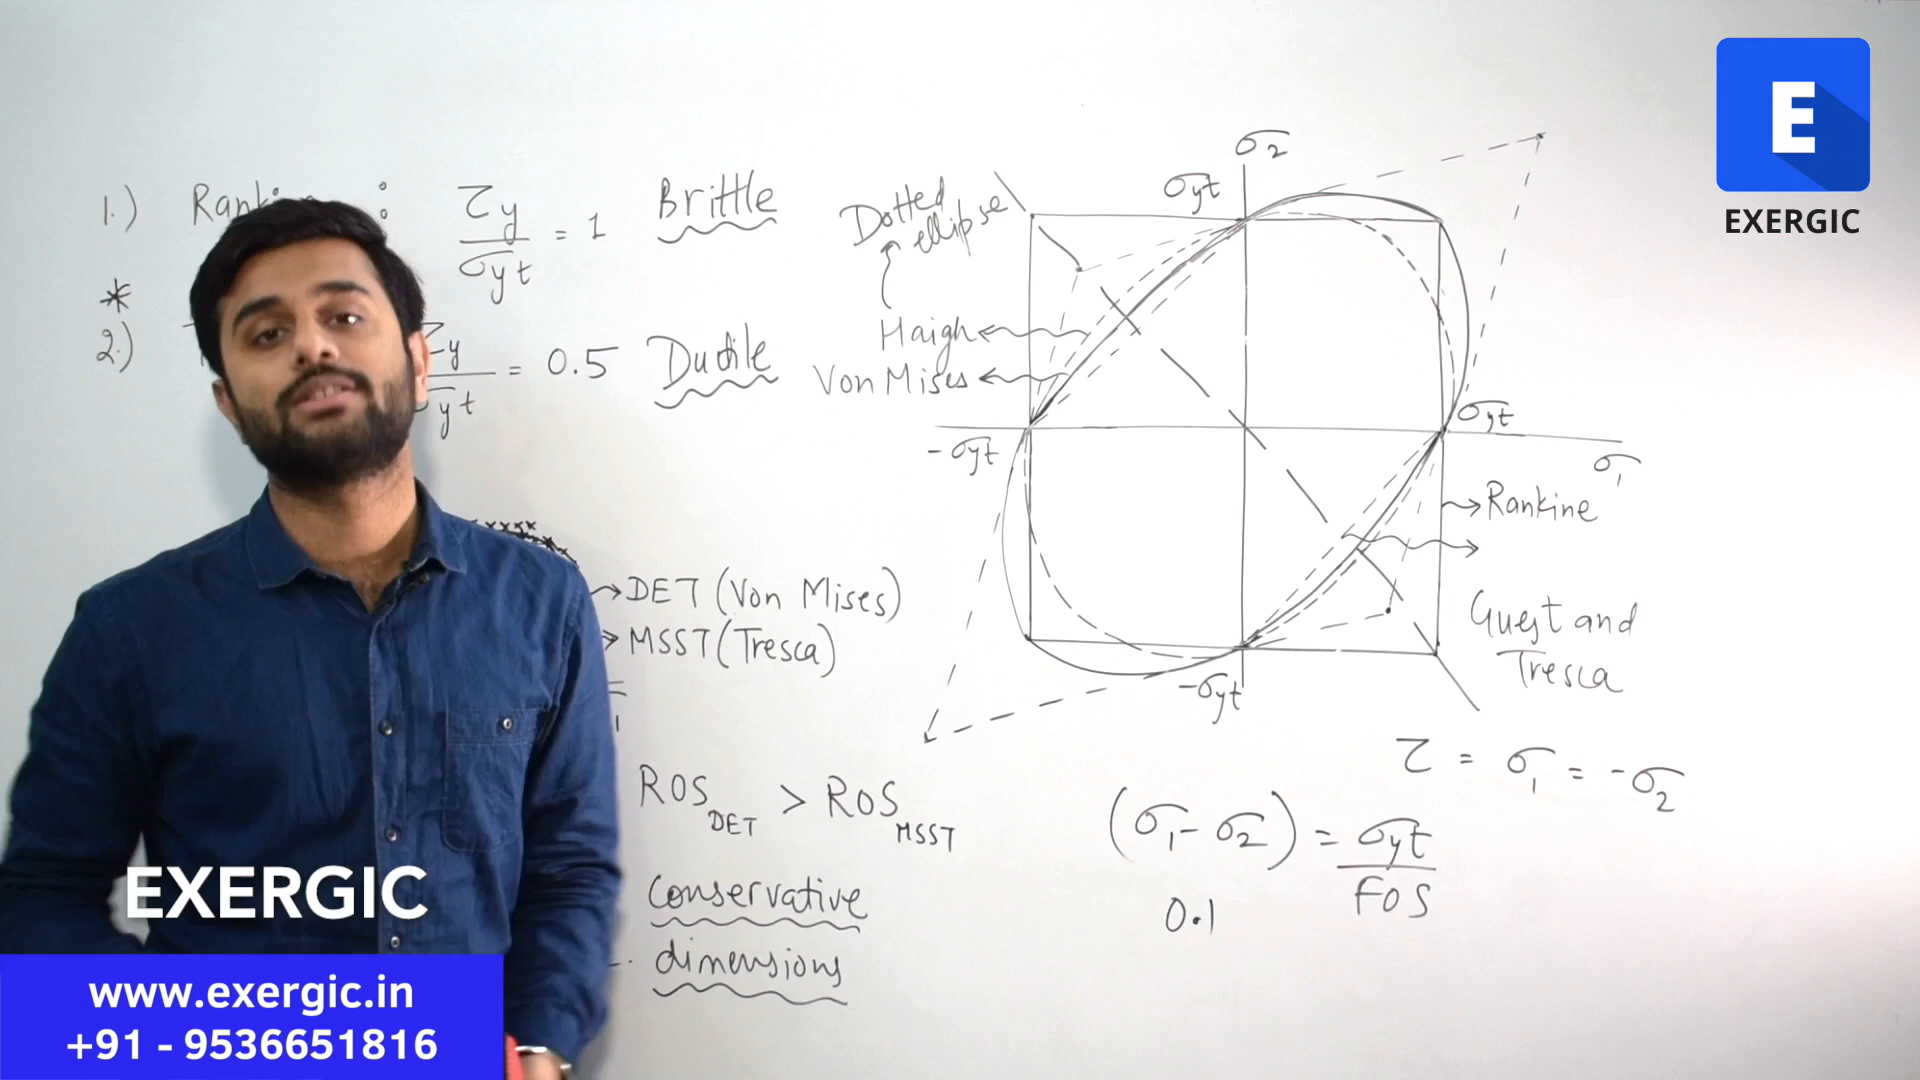 1.) Rankin : τy / σyt = 1 Brittle
*
2.) τy / σyt = 0.5 Ductile
→ DET (Von Mises)
→ MSST (Tresca)
ROS DET > ROS MSST
conservative
dimensions
Dotted
ellipse
Haigh
Von Mises
σ2
σyt
σyt
-σyt
σ1
→ Rankine
Guest and
Tresca
-σyt
τ = σ1 = -σ2
(σ1 - σ2) = σyt / FOS
0.1
E
EXERGIC
EXERGIC
www.exergic.in
+91 - 9536651816